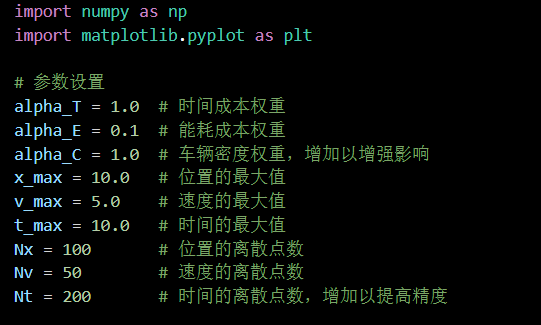 import numpy as np
import matplotlib.pyplot as plt
# 参数设置
alpha_T = 1.0  # 时间成本权重
alpha_E = 0.1  # 能耗成本权重
alpha_C = 1.0  # 车辆密度权重，增加以增强影响
x_max = 10.0   # 位置的最大值
v_max = 5.0    # 速度的最大值
t_max = 10.0   # 时间的最大值
Nx = 100       # 位置的离散点数
Nv = 50        # 速度的离散点数
Nt = 200       # 时间的离散点数，增加以提高精度